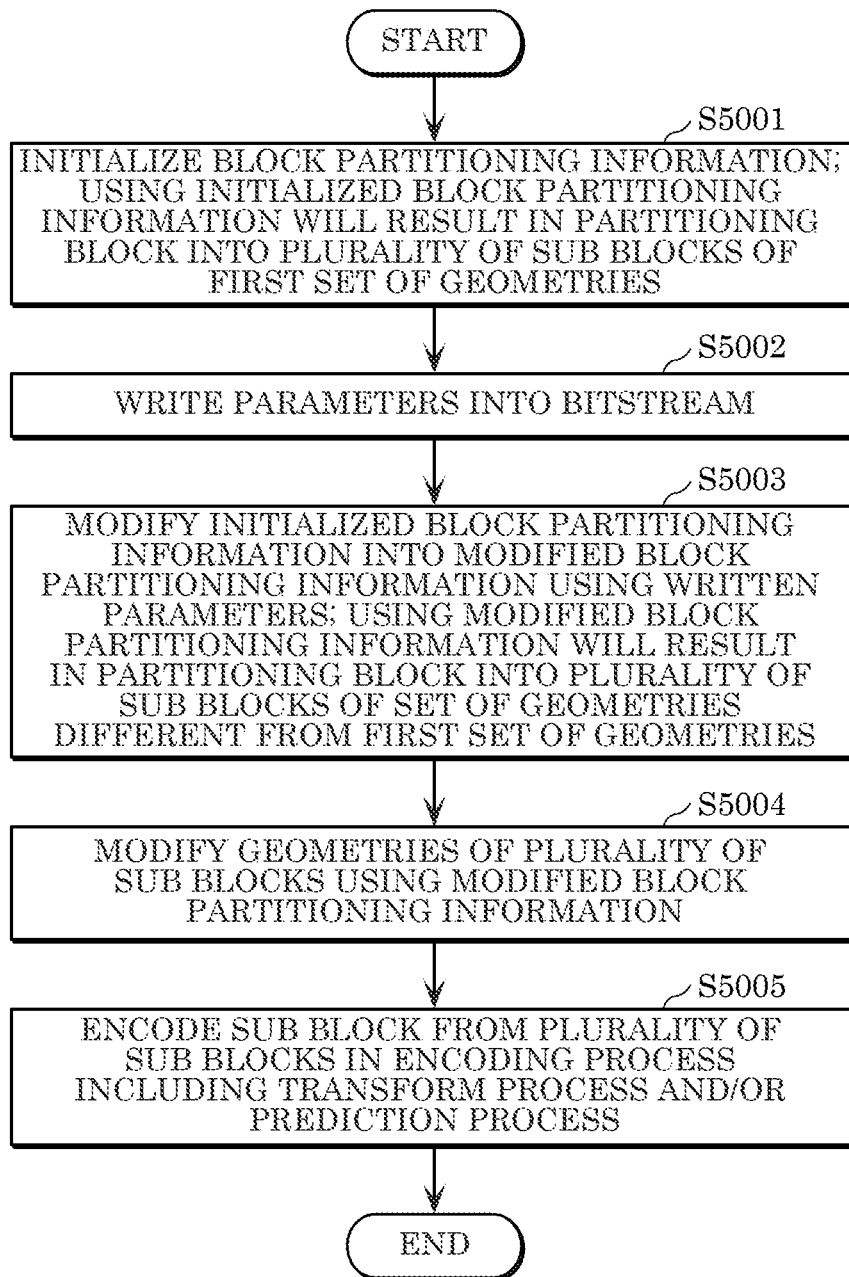 START
S5001
INITIALIZE BLOCK PARTITIONING INFORMATION;
USING INITIALIZED BLOCK PARTITIONING
INFORMATION WILL RESULT IN PARTITIONING
BLOCK INTO PLURALITY OF SUB BLOCKS OF
FIRST SET OF GEOMETRIES
S5002
WRITE PARAMETERS INTO BITSTREAM
S5003
MODIFY INITIALIZED BLOCK PARTITIONING
INFORMATION INTO MODIFIED BLOCK
PARTITIONING INFORMATION USING WRITTEN
PARAMETERS; USING MODIFIED BLOCK
PARTITIONING INFORMATION WILL RESULT
IN PARTITIONING BLOCK INTO PLURALITY OF
SUB BLOCKS OF SET OF GEOMETRIES
DIFFERENT FROM FIRST SET OF GEOMETRIES
S5004
MODIFY GEOMETRIES OF PLURALITY OF
SUB BLOCKS USING MODIFIED BLOCK
PARTITIONING INFORMATION
S5005
ENCODE SUB BLOCK FROM PLURALITY OF
SUB BLOCKS IN ENCODING PROCESS
INCLUDING TRANSFORM PROCESS AND/OR
PREDICTION PROCESS
END